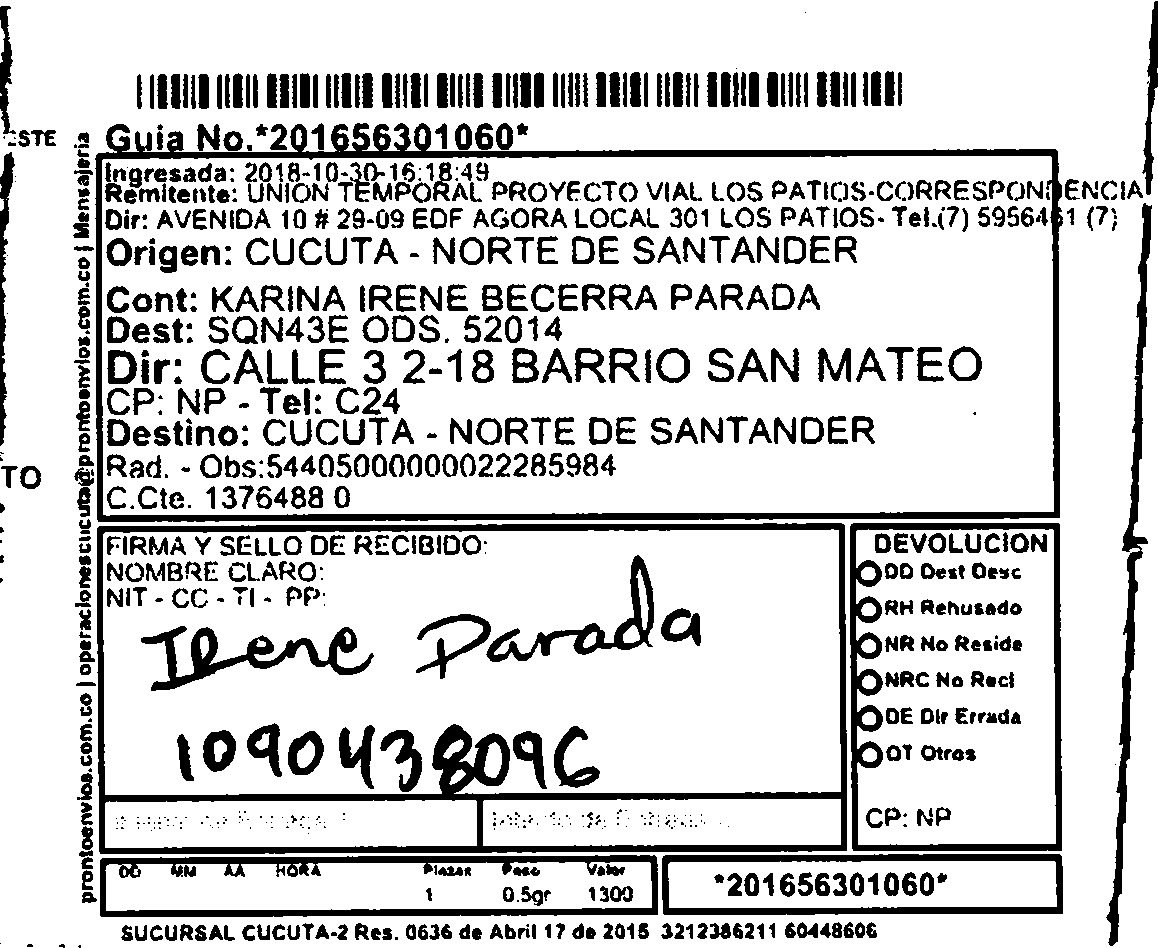 Guia No.*201656301060*
Ingresada: 2018-10-30-16:18:49
Remitente: UNION TEMPORAL PROYECTO VIAL LOS PATIOS-CORRESPONDENCIA
Dir: AVENIDA 10 # 29-09 EDF AGORA LOCAL 301 LOS PATIOS- Tel.(7) 5956461 (7)
Origen: CUCUTA - NORTE DE SANTANDER
Cont: KARINA IRENE BECERRA PARADA
Dest: SQN43E ODS. 52014
Dir: CALLE 3 2-18 BARRIO SAN MATEO
CP: NP - Tel: C24
Destino: CUCUTA - NORTE DE SANTANDER
Rad. - Obs:54405000000022285984
C.Cte. 1376488 0
prontoenvios.com.co | operacionescucuta@prontoenvios.com.co | Mensajeria
ESTE
TO
FIRMA Y SELLO DE RECIBIDO:
NOMBRE CLARO:
NIT - CC - TI - PP:
Irene Parada
1090438096
DEVOLUCION
DD Dest Desc
RH Rehusado
NR No Reside
NRC No Recl
DE Dir Errada
OT Otros
CP: NP
DD MM AA HORA
Piezas Peso Valor
1 0.5gr 1300
*201656301060*
SUCURSAL CUCUTA-2 Res. 0636 de Abril 17 de 2015 3212386211 60448606